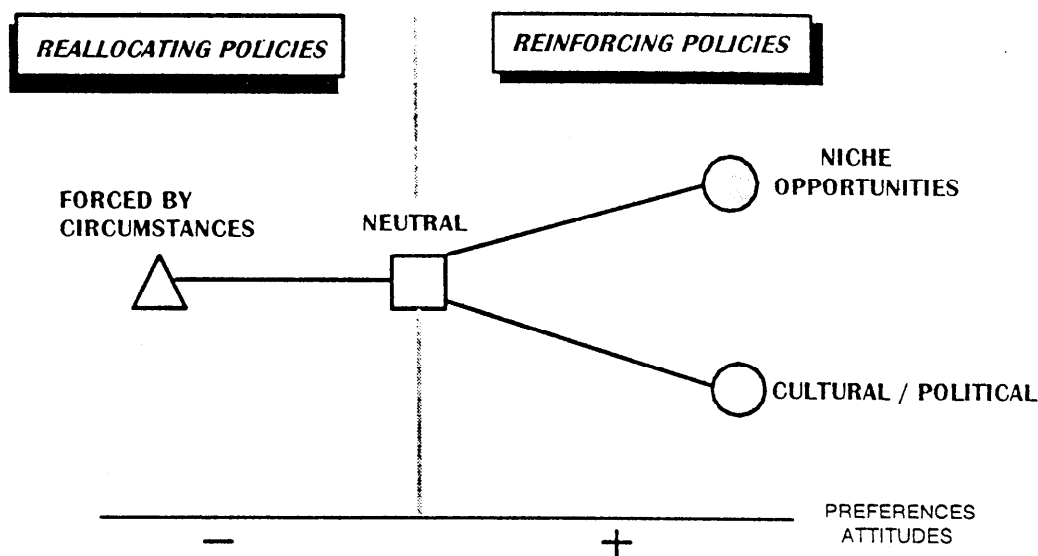 REALLOCATING POLICIES
REINFORCING POLICIES
NICHE
OPPORTUNITIES
FORCED BY
CIRCUMSTANCES
NEUTRAL
CULTURAL / POLITICAL
PREFERENCES
ATTITUDES
− +